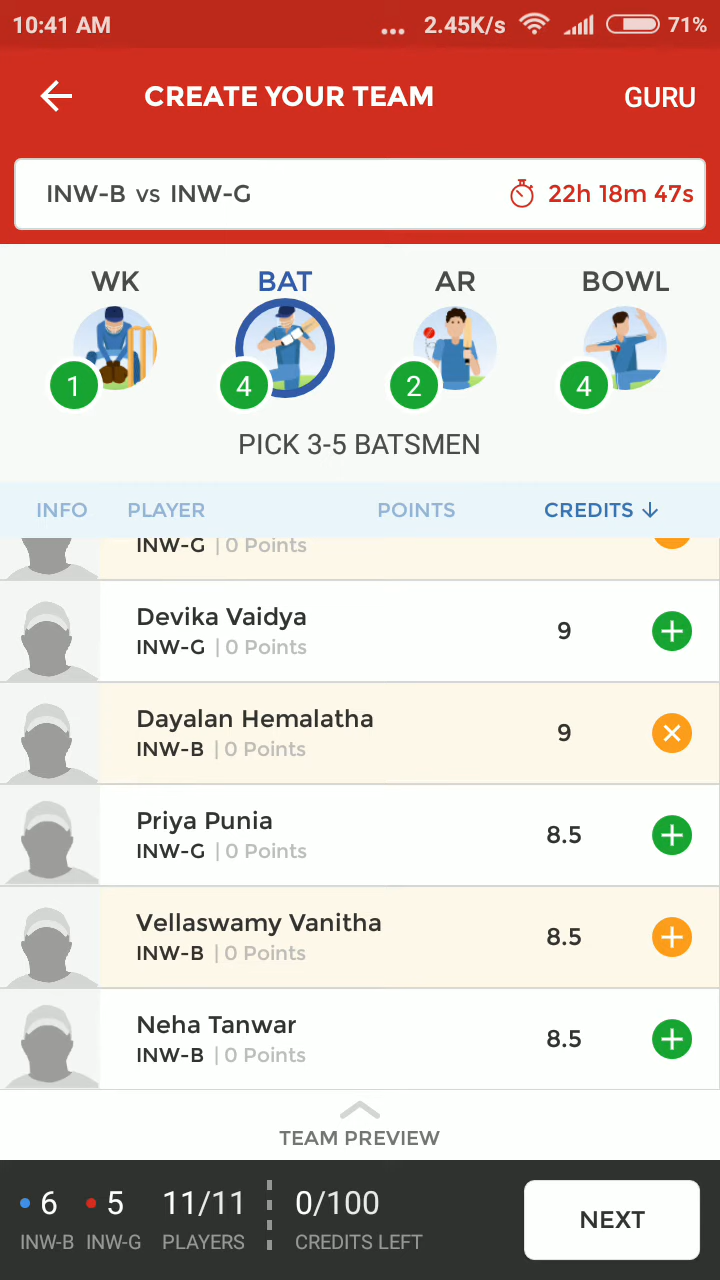 10:41 AM ... 2.45K/s 71%
CREATE YOUR TEAM GURU
INW-B vs INW-G 22h 18m 47s
WK BAT AR BOWL
1 4 2 4
PICK 3-5 BATSMEN
INFO PLAYER POINTS CREDITS
INW-G | 0 Points
Devika Vaidya
INW-G | 0 Points 9
Dayalan Hemalatha
INW-B | 0 Points 9
Priya Punia
INW-G | 0 Points 8.5
Vellaswamy Vanitha
INW-B | 0 Points 8.5
Neha Tanwar
INW-B | 0 Points 8.5
TEAM PREVIEW
6 5 11/11 0/100
INW-B INW-G PLAYERS CREDITS LEFT
NEXT